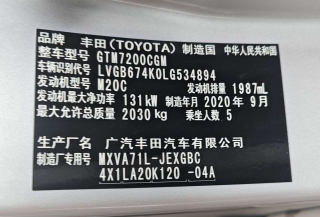 品牌 丰田(TOYOTA) 制造国 中华人民共和国
整车型号 GTM7200CGM
车辆识别代号 LVGB674K0LG534894
发动机型号 M20C 发动机排量 1987mL
发动机最大净功率 131kW 制造年月 2020年9月
最大允许总质量 2030kg 乘坐人数 5
生产厂名 广汽丰田汽车有限公司
制造厂专用号 MXVA71L-JEXGBC
4X1LA20K120 -04A